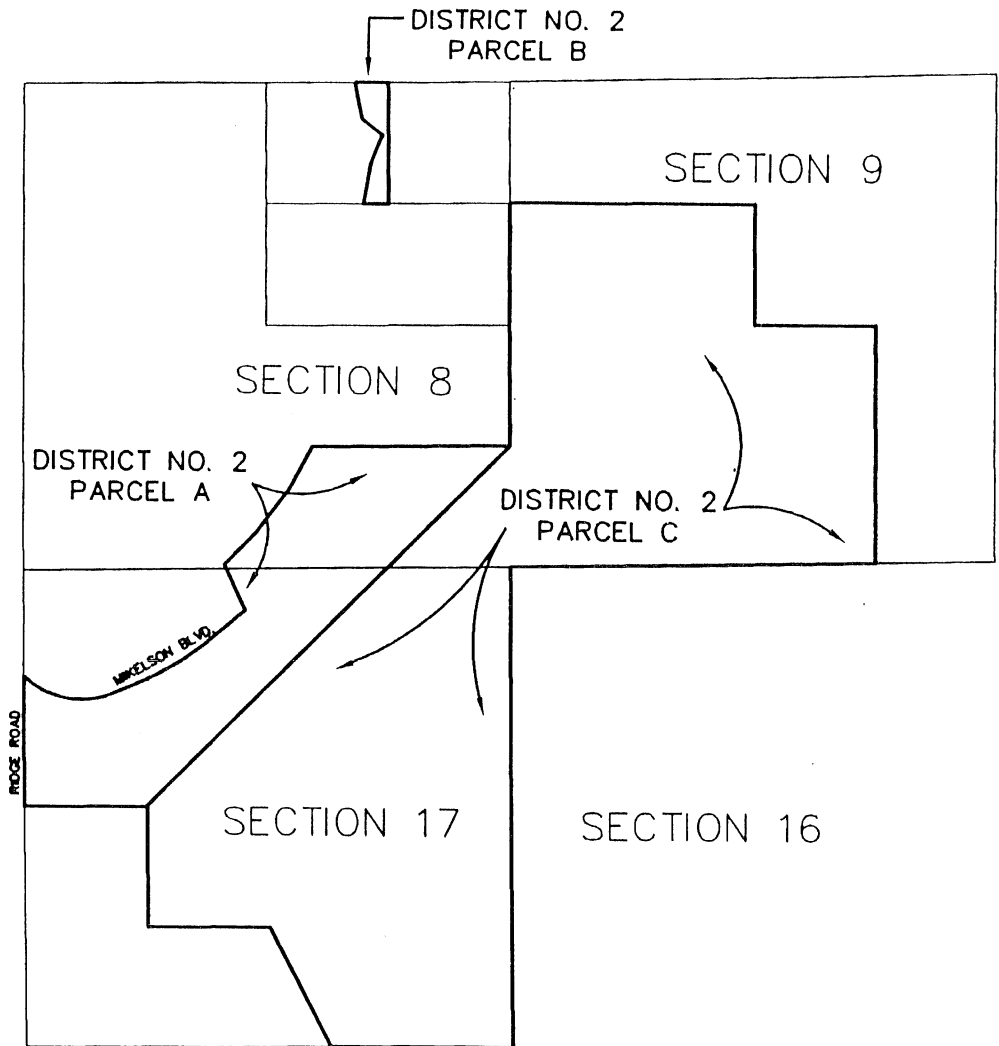 DISTRICT NO. 2
PARCEL B
SECTION 9
SECTION 8
DISTRICT NO. 2
PARCEL A
DISTRICT NO. 2
PARCEL C
MIKELSON BLVD.
RIDGE ROAD
SECTION 17
SECTION 16